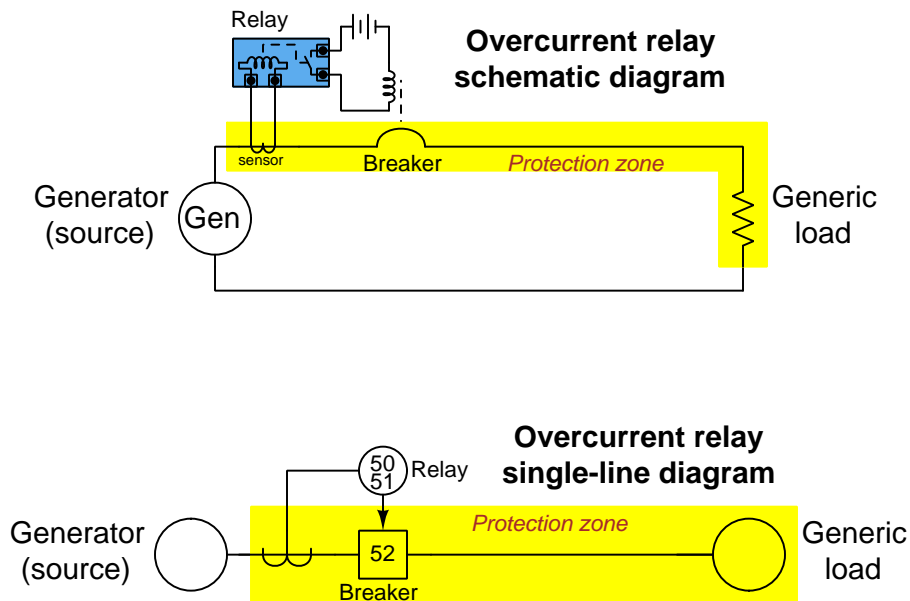 Relay
Overcurrent relay
schematic diagram
sensor
Breaker
Protection zone
Generator
(source)
Gen
Generic
load
Overcurrent relay
single-line diagram
50
51
Relay
Protection zone
Generator
(source)
52
Generic
load
Breaker